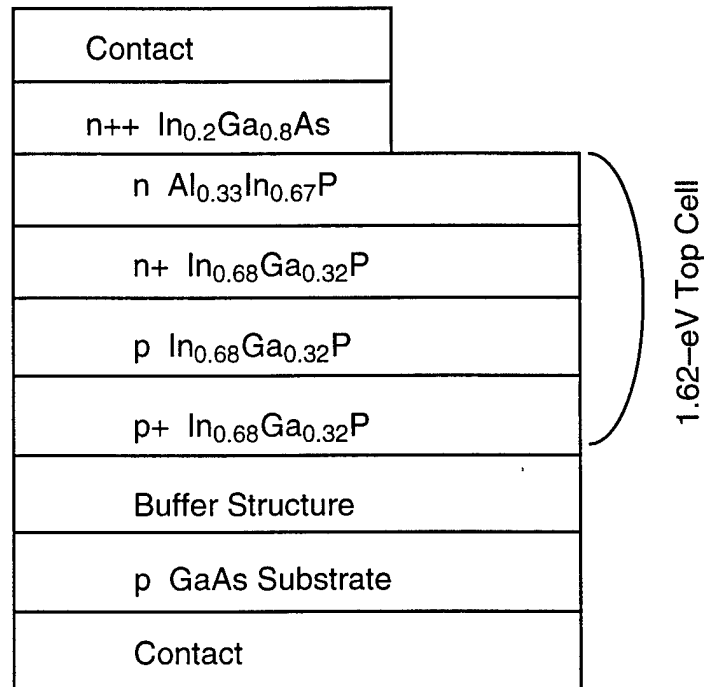 Contact
n++ In0.2Ga0.8As
n Al0.33In0.67P
n+ In0.68Ga0.32P
p In0.68Ga0.32P
p+ In0.68Ga0.32P
Buffer Structure
p GaAs Substrate
Contact
1.62–eV Top Cell